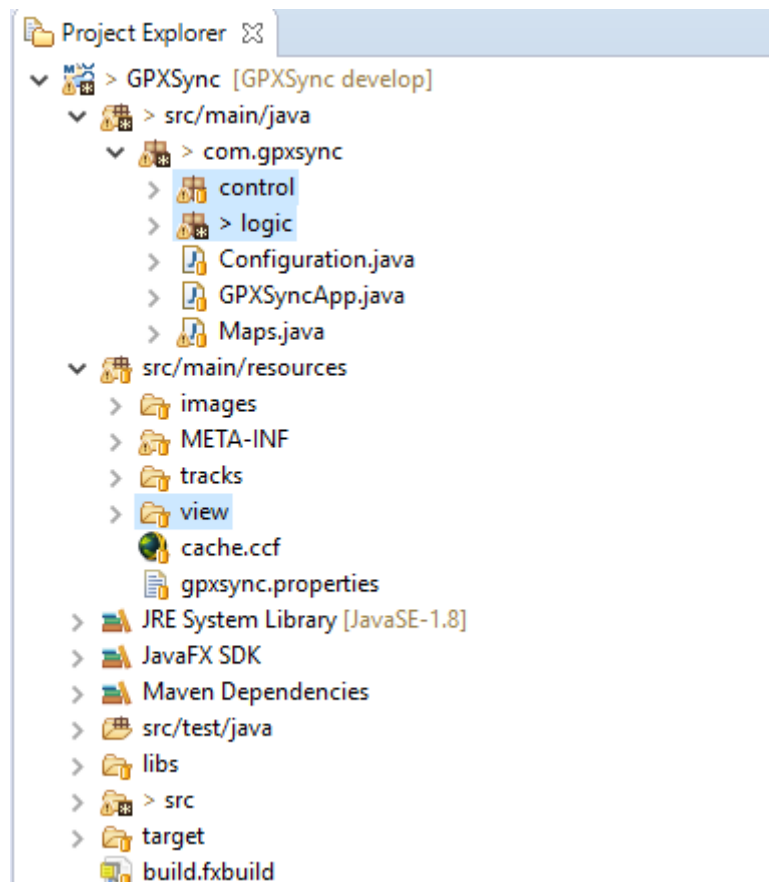 Project Explorer
> GPXSync [GPXSync develop]
> src/main/java
> com.gpxsync
control
> logic
Configuration.java
GPXSyncApp.java
Maps.java
src/main/resources
images
META-INF
tracks
view
cache.ccf
gpxsync.properties
JRE System Library [JavaSE-1.8]
JavaFX SDK
Maven Dependencies
src/test/java
libs
> src
target
build.fxbuild